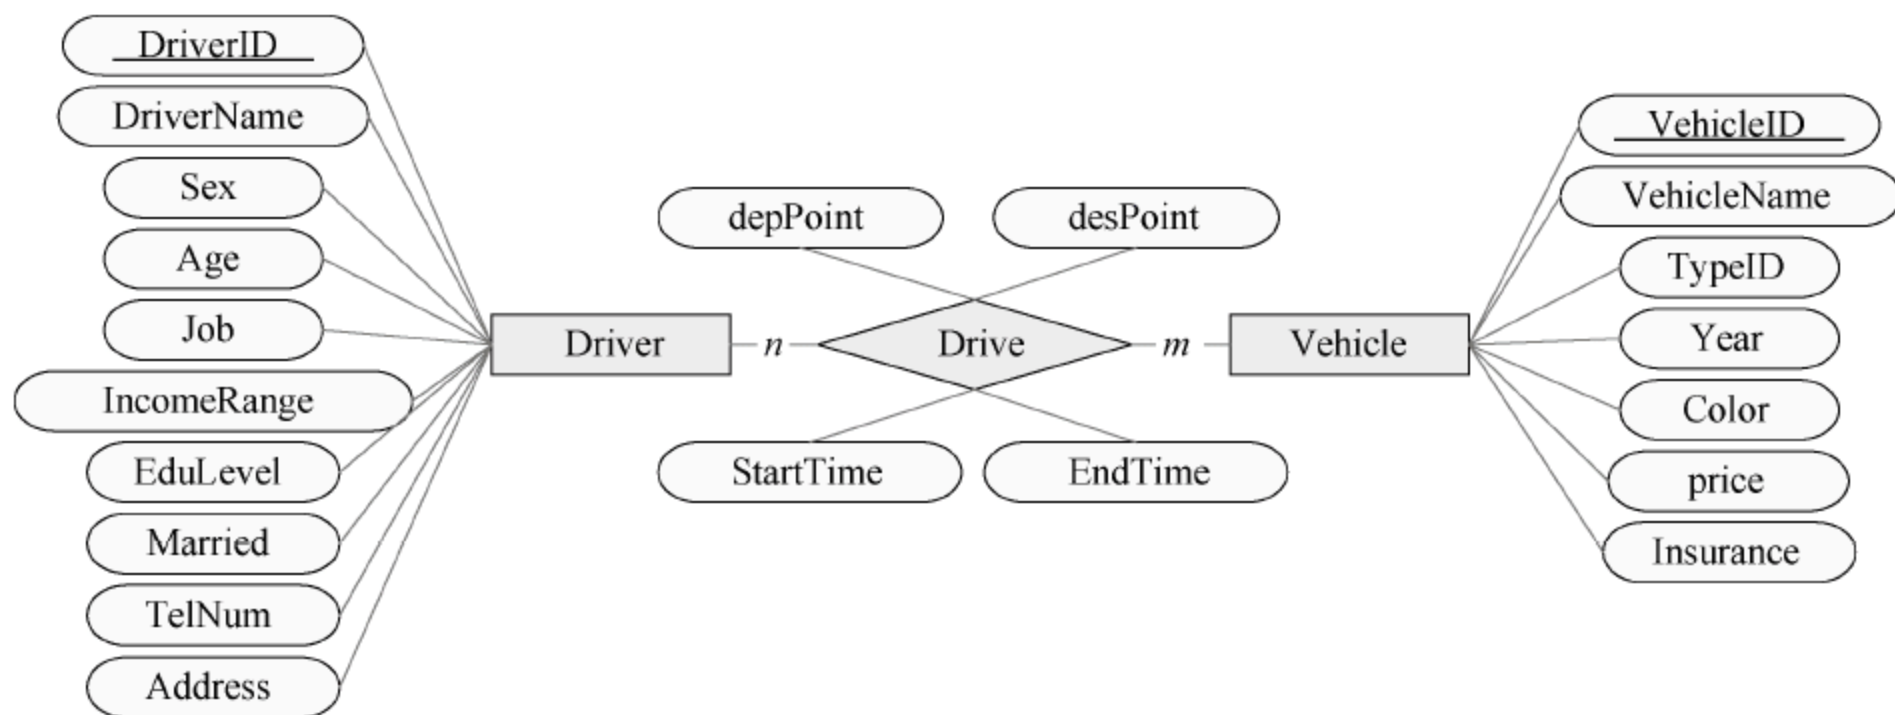 DriverID
DriverName
Sex
Age
Job
IncomeRange
EduLevel
Married
TelNum
Address
Driver
n
depPoint
desPoint
Drive
StartTime
EndTime
m
Vehicle
VehicleID
VehicleName
TypeID
Year
Color
price
Insurance